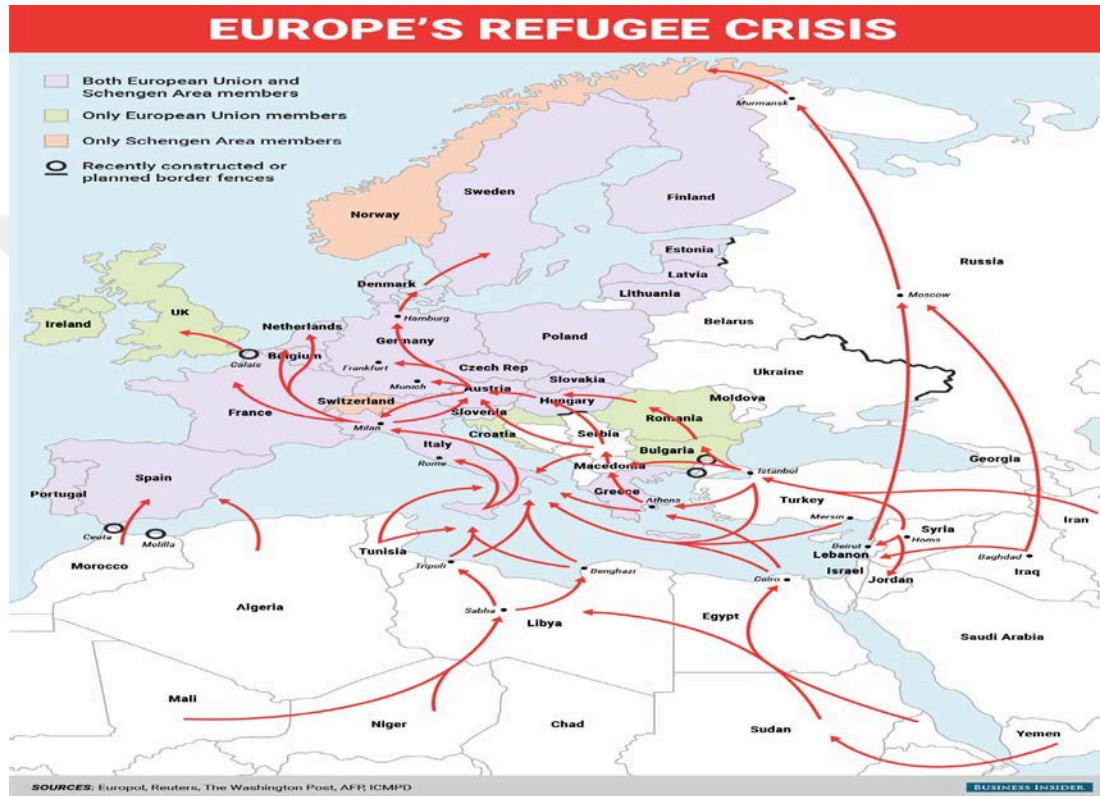 EUROPE'S REFUGEE CRISIS
Both European Union and
Schengen Area members
Only European Union members
Only Schengen Area members
Recently constructed or
planned border fences
Murmansk
Sweden
Finland
Norway
Estonia
Russia
Latvia
Denmark
Lithuania
Moscow
UK
Ireland
Netherlands
Hamburg
Belarus
Germany
Poland
Belgium
Calais
Frankfurt
Czech Rep
Ukraine
Munich
Slovakia
Austria
Switzerland
Hungary
Moldova
France
Slovenia
Romania
Milan
Croatia
Serbia
Italy
Bulgaria
Georgia
Rome
Macedonia
Istanbul
Spain
Portugal
Greece
Athens
Turkey
Mersin
Iran
Syria
Ceuta
Melilla
Homs
Beirut
Tunisia
Lebanon
Baghdad
Morocco
Tripoli
Benghazi
Israel
Iraq
Cairo
Jordan
Algeria
Sabha
Libya
Egypt
Saudi Arabia
Mali
Niger
Chad
Sudan
Yemen
SOURCES: Europol, Reuters, The Washington Post, AFP, ICMPD
BUSINESS INSIDER